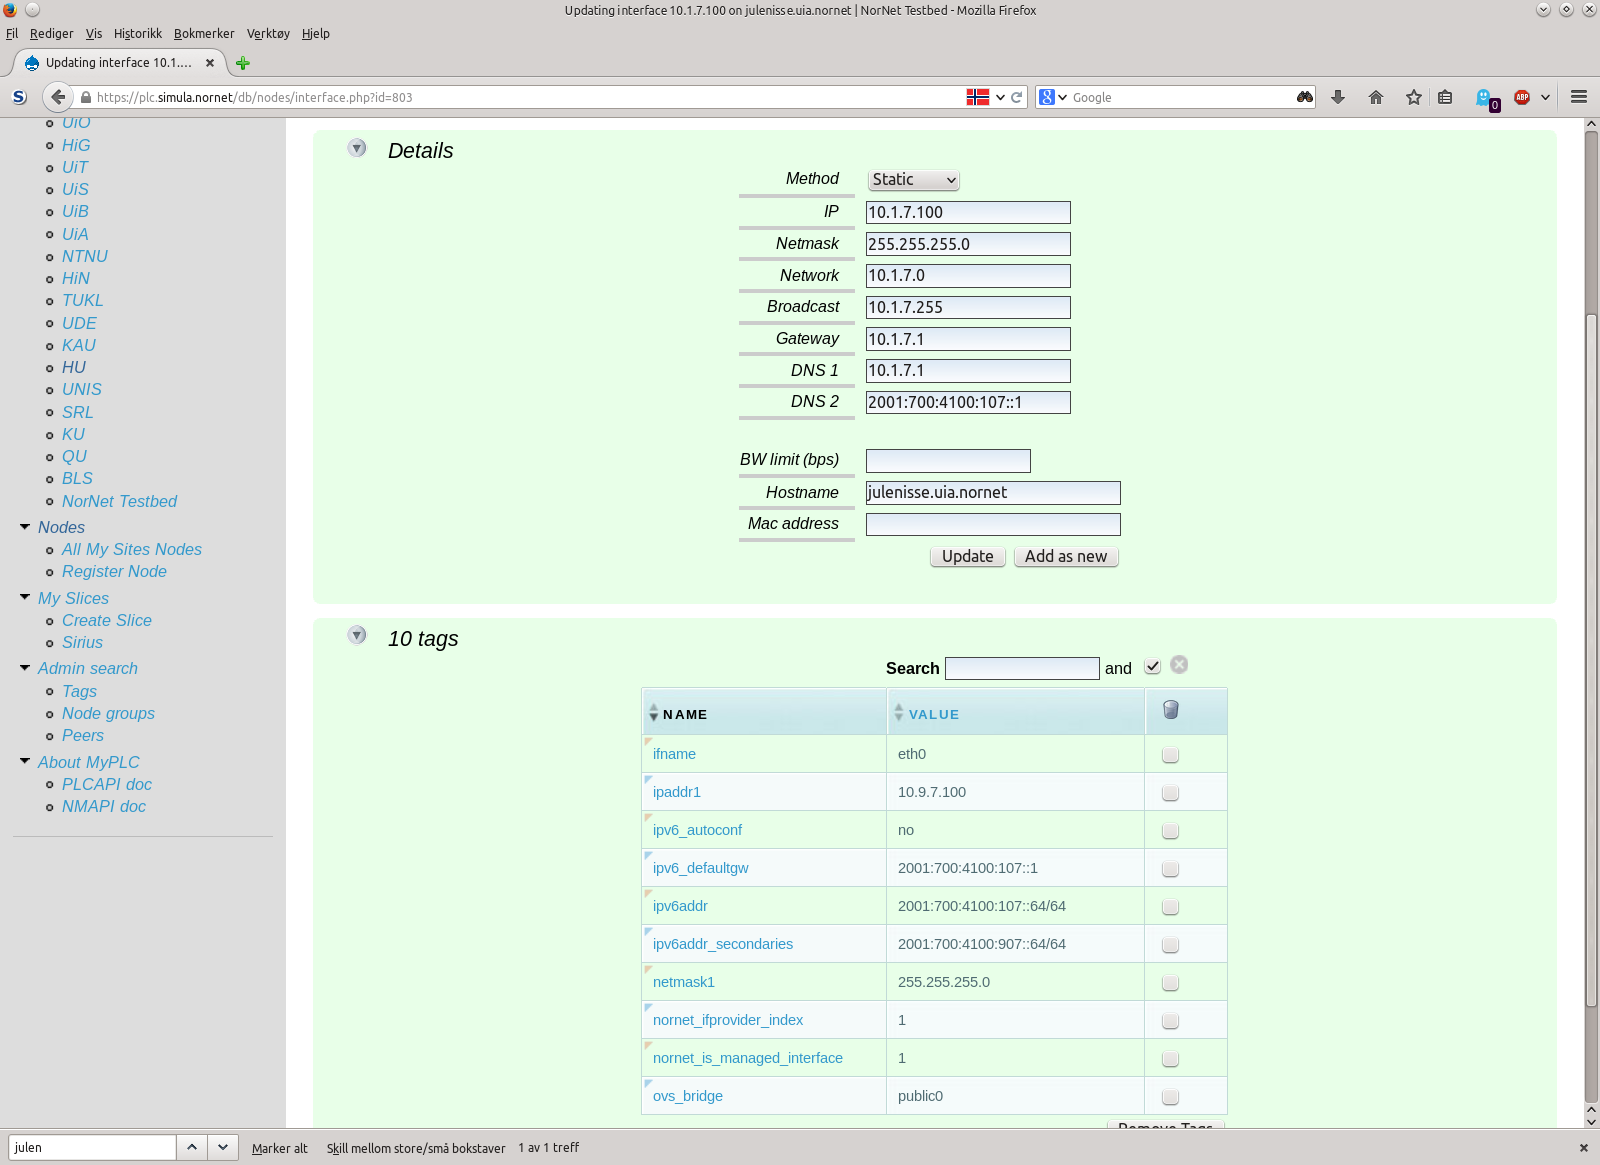 Updating interface 10.1.7.100 on julenisse.uia.nornet | NorNet Testbed - Mozilla Firefox
Fil Rediger Vis Historikk Bokmerker Verktøy Hjelp
Updating interface 10.1....
S https://plc.simula.nornet/db/nodes/interface.php?id=803 8 Google 0 ABP
UiO
HiG
UiT
UiS
UiB
UiA
NTNU
HiN
TUKL
UDE
KAU
HU
UNIS
SRL
KU
QU
BLS
NorNet Testbed
Nodes
All My Sites Nodes
Register Node
My Slices
Create Slice
Sirius
Admin search
Tags
Node groups
Peers
About MyPLC
PLCAPI doc
NMAPI doc
Details
Method Static
IP 10.1.7.100
Netmask 255.255.255.0
Network 10.1.7.0
Broadcast 10.1.7.255
Gateway 10.1.7.1
DNS 1 10.1.7.1
DNS 2 2001:700:4100:107::1
BW limit (bps)
Hostname julenisse.uia.nornet
Mac address
Update Add as new
10 tags
Search and
NAME VALUE
ifname eth0
ipaddr1 10.9.7.100
ipv6_autoconf no
ipv6_defaultgw 2001:700:4100:107::1
ipv6addr 2001:700:4100:107::64/64
ipv6addr_secondaries 2001:700:4100:907::64/64
netmask1 255.255.255.0
nornet_ifprovider_index 1
nornet_is_managed_interface 1
ovs_bridge public0
Remove Tags
julen Marker alt Skill mellom store/små bokstaver 1 av 1 treff